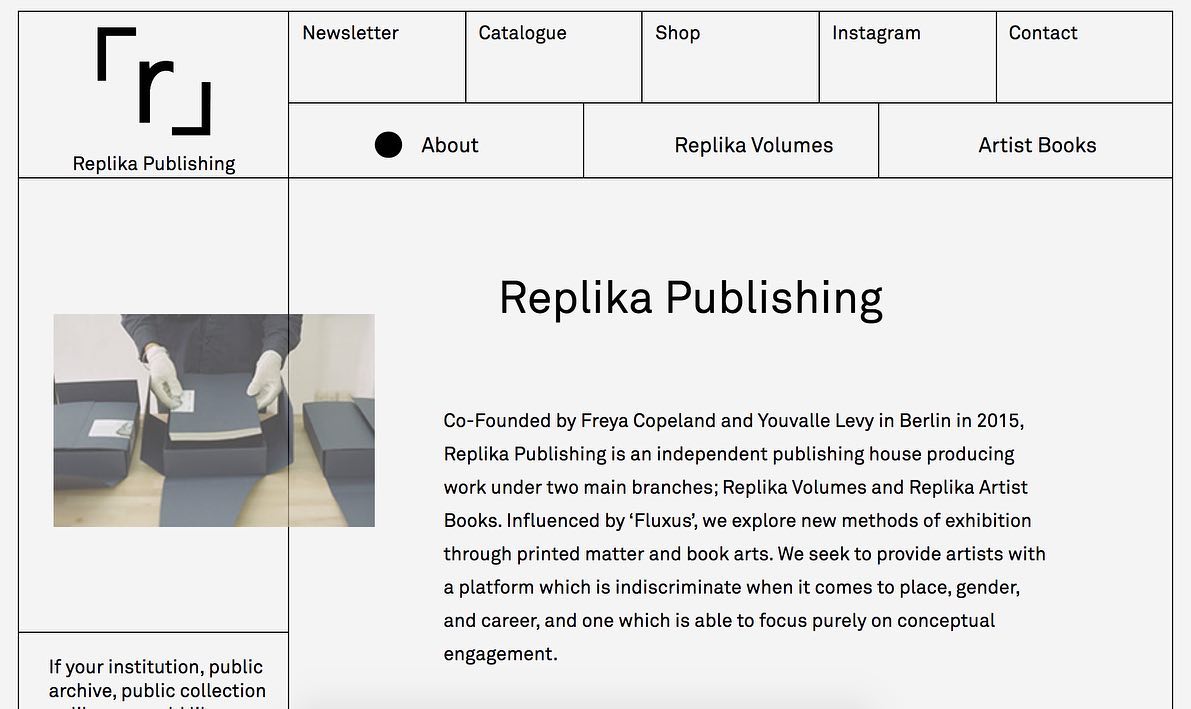 Newsletter
Catalogue
Shop
Instagram
Contact
r
Replika Publishing
About
Replika Volumes
Artist Books
Replika Publishing
Co-Founded by Freya Copeland and Youvalle Levy in Berlin in 2015,
Replika Publishing is an independent publishing house producing
work under two main branches; Replika Volumes and Replika Artist
Books. Influenced by ‘Fluxus’, we explore new methods of exhibition
through printed matter and book arts. We seek to provide artists with
a platform which is indiscriminate when it comes to place, gender,
and career, and one which is able to focus purely on conceptual
engagement.
If your institution, public
archive, public collection